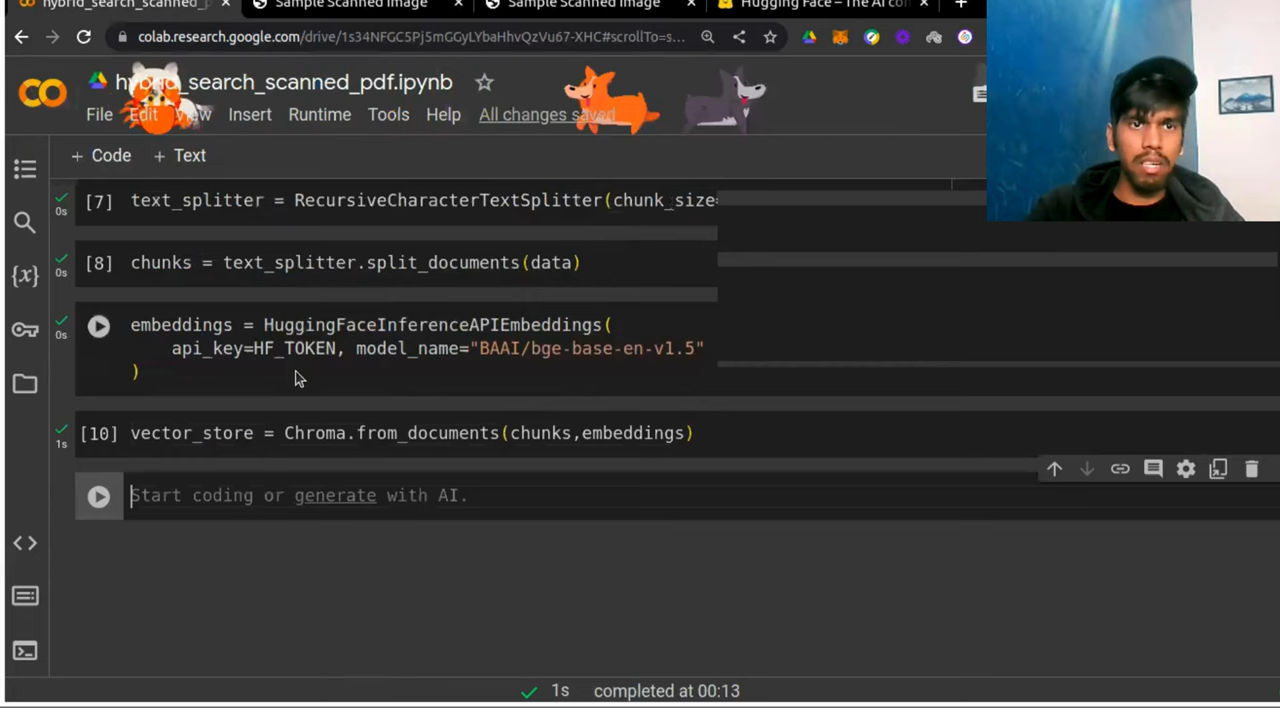 hybrid_search_scanned_p
Sample Scanned Image
Sample Scanned Image
Hugging Face – The AI co
colab.research.google.com/drive/1s34NFGC5Pj5mGGyLYbaHhvQzVu67-XHC#scrollTo=s...
hybrid_search_scanned_pdf.ipynb
File Edit View Insert Runtime Tools Help All changes saved
+ Code + Text
[7] text_splitter = RecursiveCharacterTextSplitter(chunk_size=
0s
[8] chunks = text_splitter.split_documents(data)
0s
embeddings = HuggingFaceInferenceAPIEmbeddings(
0s
api_key=HF_TOKEN, model_name="BAAI/bge-base-en-v1.5"
)
[10] vector_store = Chroma.from_documents(chunks,embeddings)
1s
Start coding or generate with AI.
1s completed at 00:13